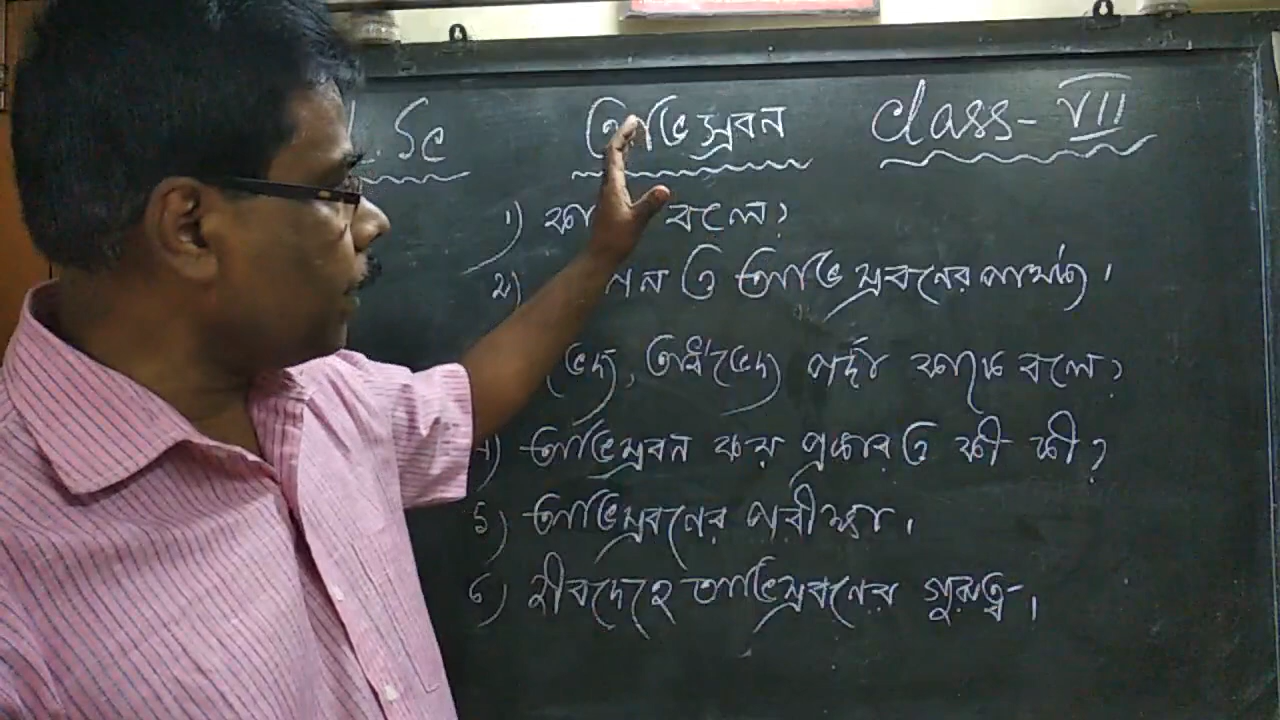 . Sc অভিস্রবন Class - VII
১) বলে?
২) ও অভিস্রবনের পার্থক্য।
ভেদ্য, অর্ধভেদ্য পর্দা কাকে বলে?
৪) অভিস্রবন কয় প্রকার ও কী কী?
৫) অভিস্রবনের পরীক্ষা।
৬) জীবদেহে অভিস্রবনের গুরুত্ব।